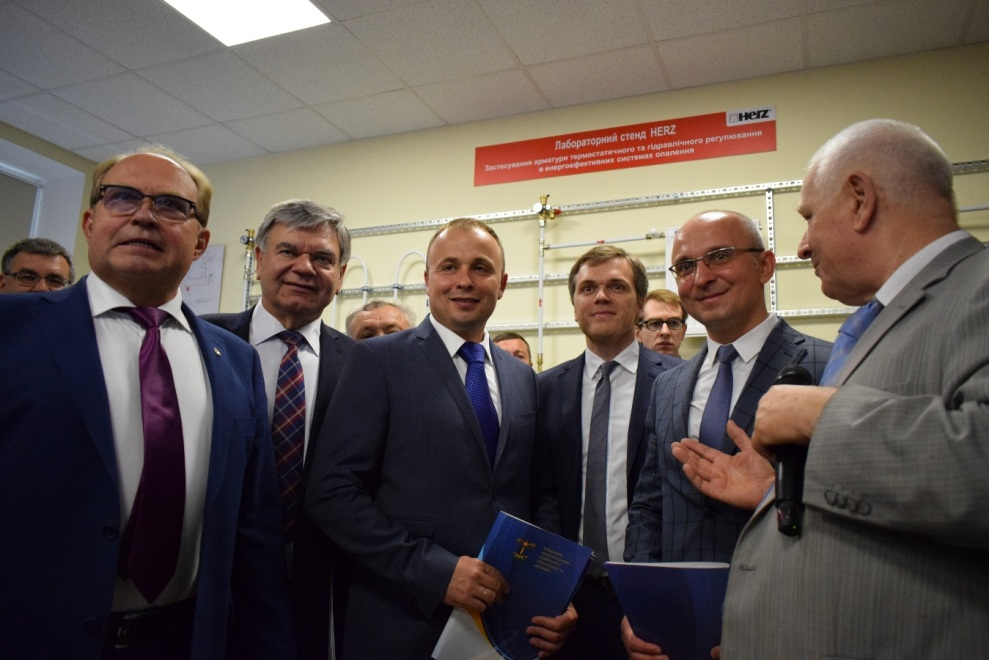 Herz
Лабораторний стенд HERZ
Застосування арматури термостатичного та гідравлічного регулювання
в енергоефективних системах опалення